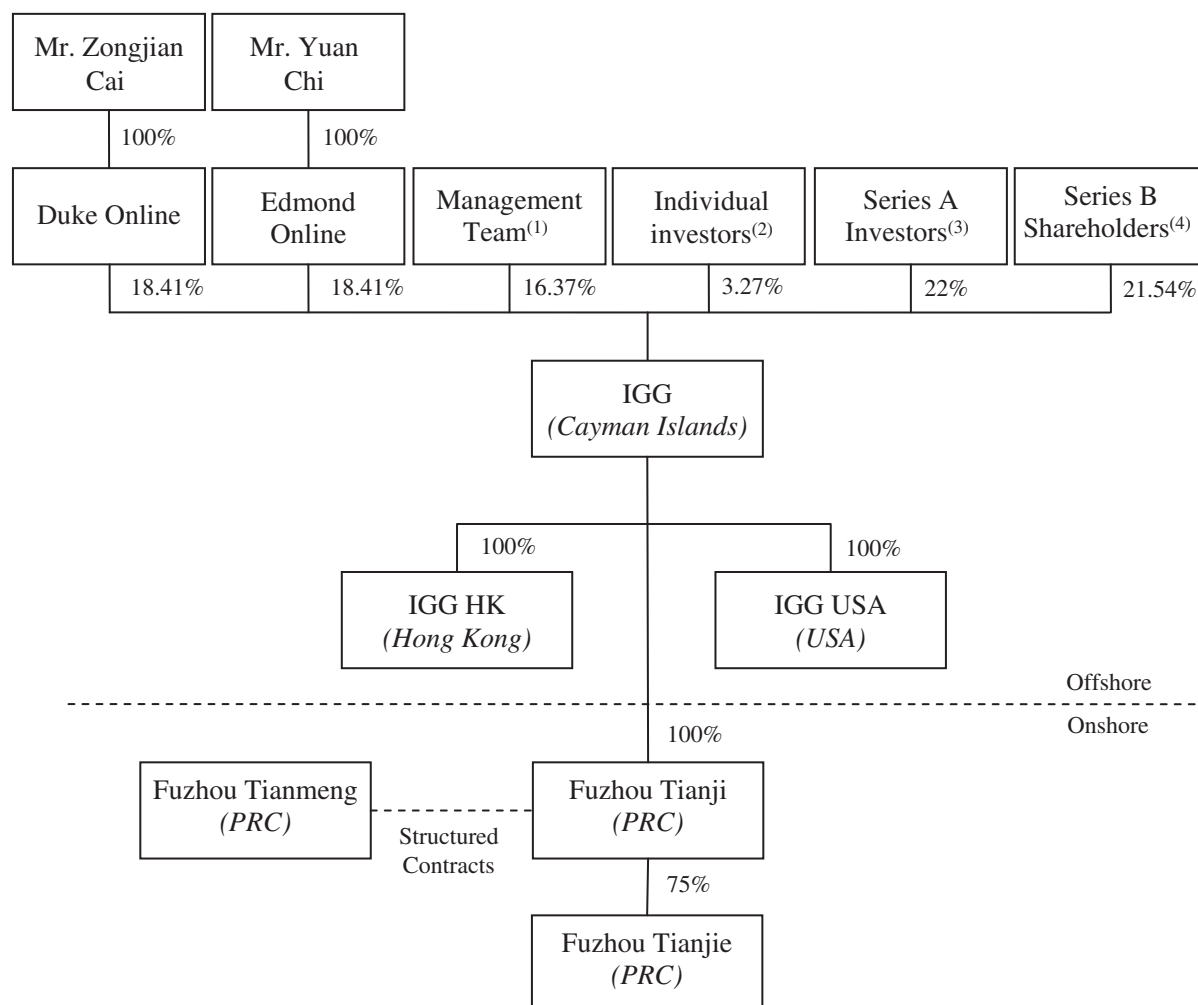 Mr. Zongjian
Cai
Mr. Yuan
Chi
100%
100%
Duke Online
Edmond
Online
Management
Team(1)
Individual
investors(2)
Series A
Investors(3)
Series B
Shareholders(4)
18.41%
18.41%
16.37%
3.27%
22%
21.54%
IGG
(Cayman Islands)
100%
100%
IGG HK
(Hong Kong)
IGG USA
(USA)
Offshore
Onshore
100%
Fuzhou Tianmeng
(PRC)
Structured
Contracts
Fuzhou Tianji
(PRC)
75%
Fuzhou Tianjie
(PRC)